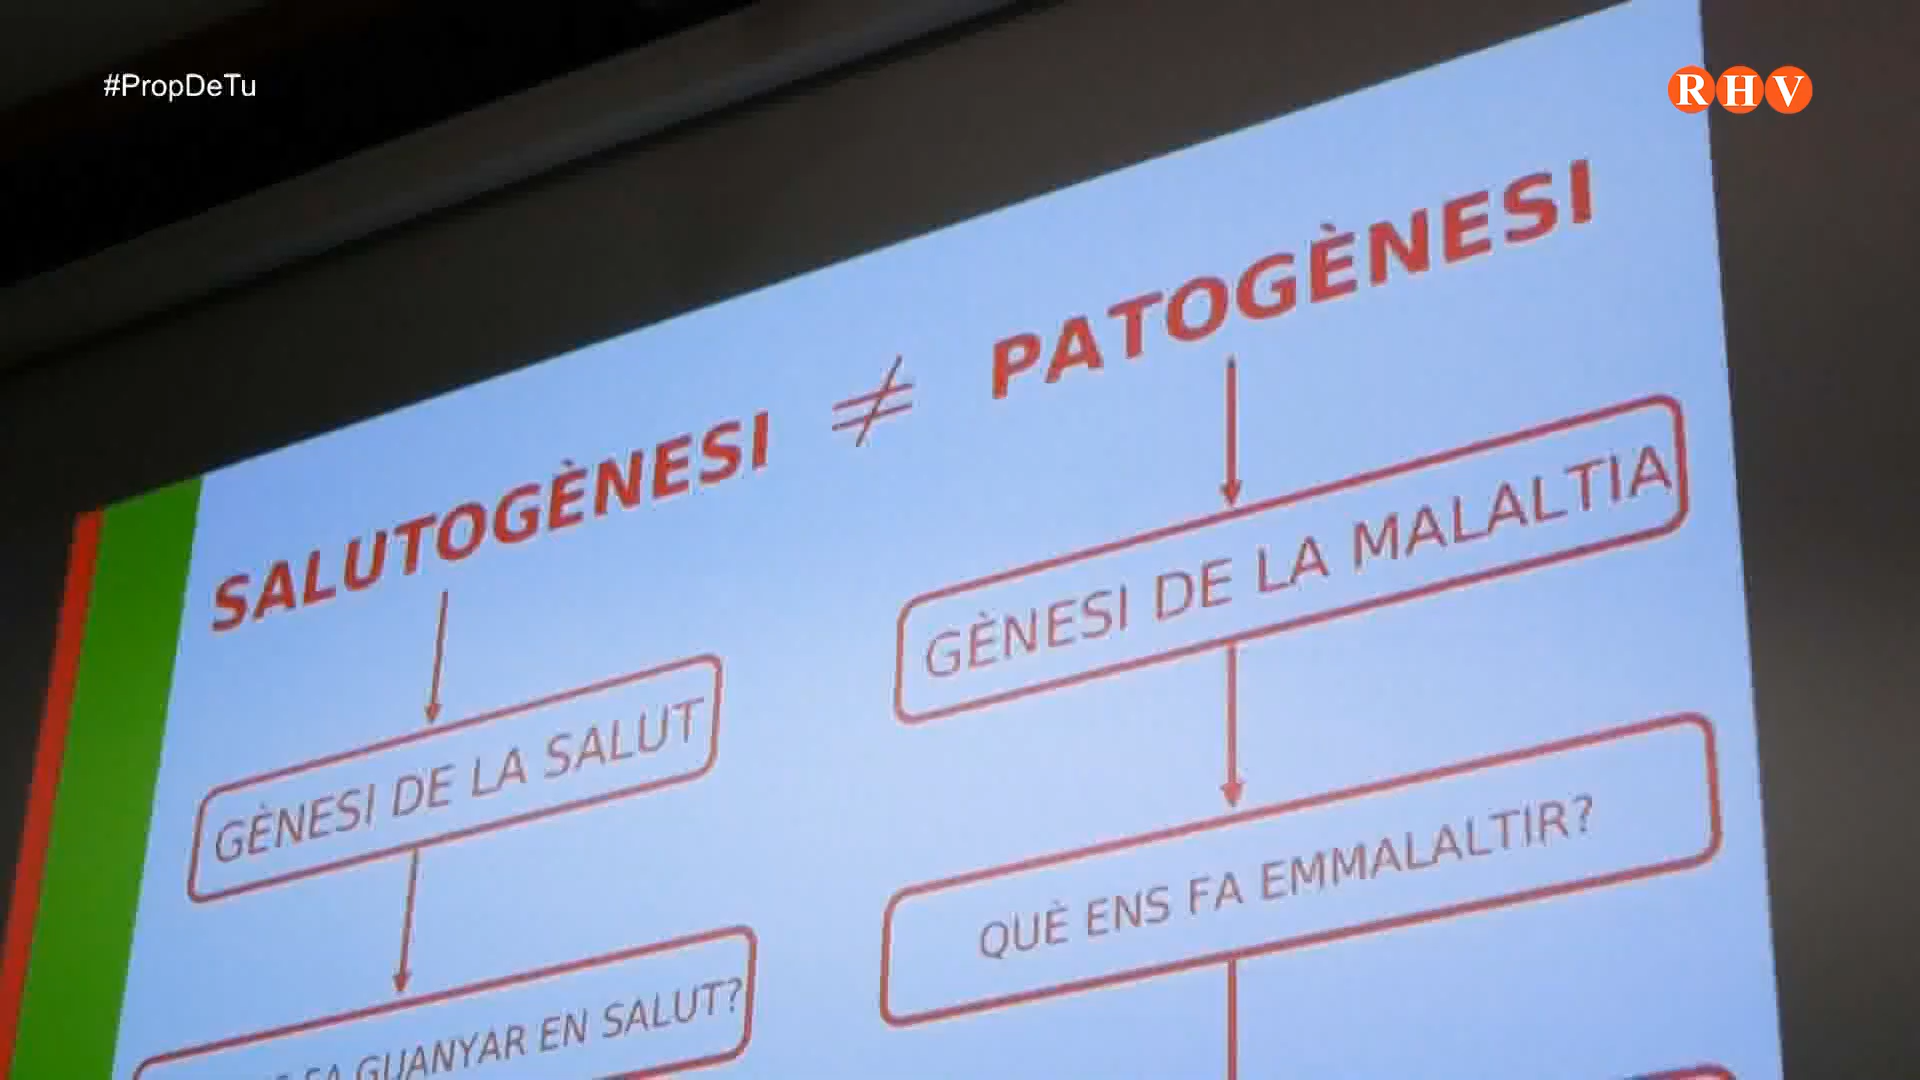 #PropDeTu
RHV
SALUTOGÈNESI ≠ PATOGÈNESI
GÈNESI DE LA SALUT
GÈNESI DE LA MALALTIA
FA GUANYAR EN SALUT?
QUÈ ENS FA EMMALALTIR?